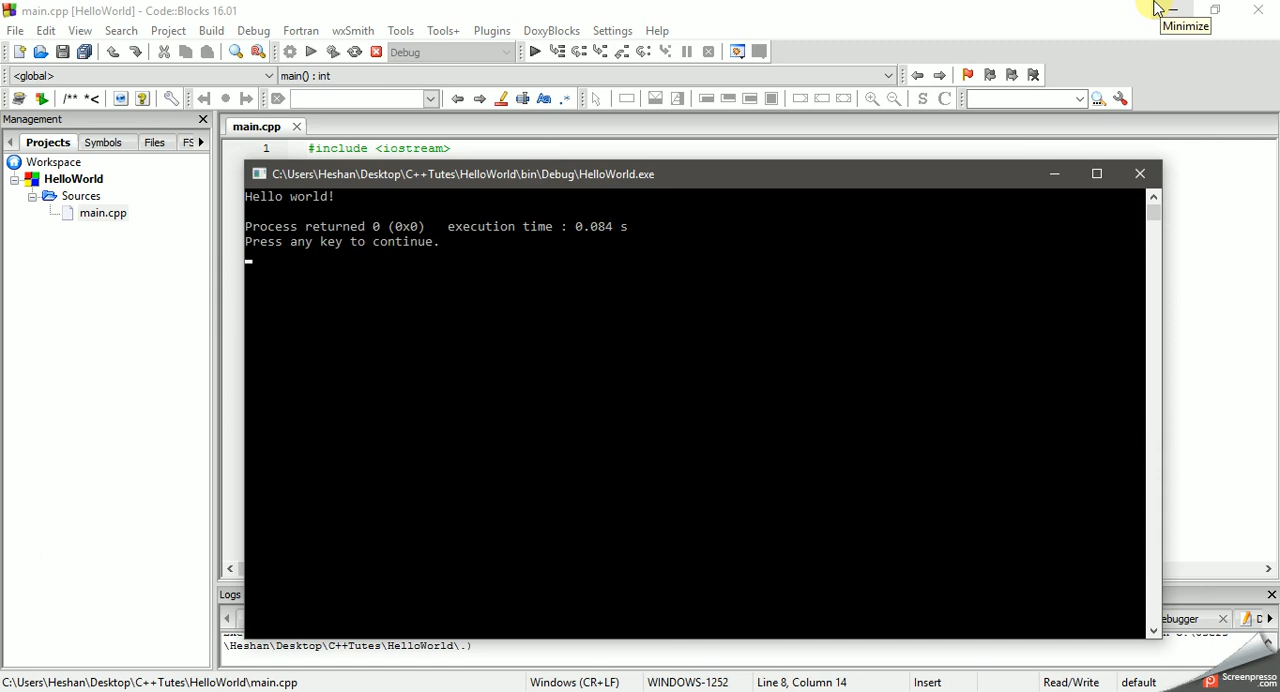 main.cpp [HelloWorld] - Code::Blocks 16.01
Minimize
File Edit View Search Project Build Debug Fortran wxSmith Tools Tools+ Plugins DoxyBlocks Settings Help
Debug
<global> main() : int
/** *<
S C
Management
main.cpp
Projects Symbols Files FS
1 #include <iostream>
Workspace
HelloWorld
Sources
main.cpp
C:\Users\Heshan\Desktop\C++Tutes\HelloWorld\bin\Debug\HelloWorld.exe
Hello world!
Process returned 0 (0x0) execution time : 0.084 s
Press any key to continue.
Logs
\Heshan\Desktop\C++Tutes\HelloWorld\.)
C:\Users\Heshan\Desktop\C++Tutes\HelloWorld\main.cpp Windows (CR+LF) WINDOWS-1252 Line 8, Column 14 Insert Read/Write default
Screenpresso
.com